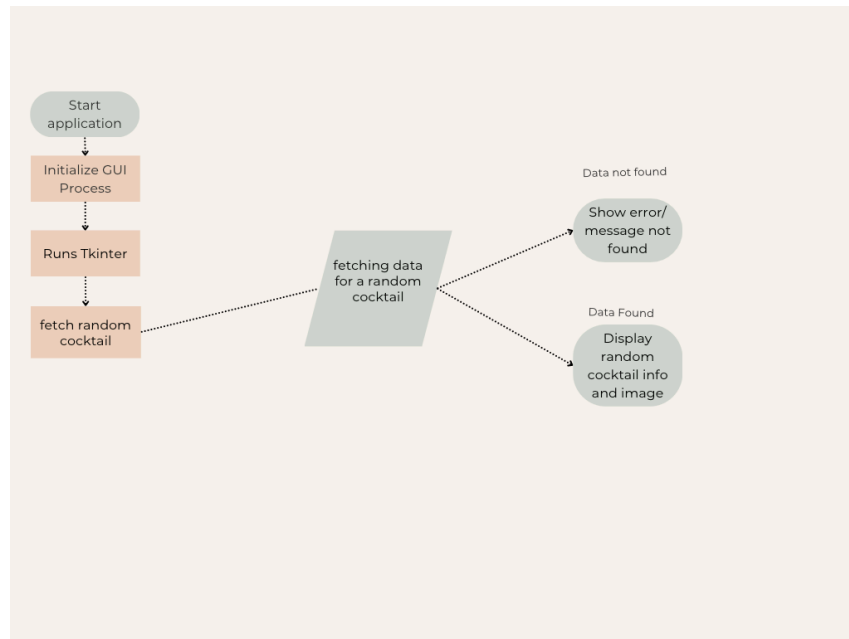 Start
application
Initialize GUI
Process
Runs Tkinter
fetch random
cocktail
fetching data
for a random
cocktail
Data not found
Show error/
message not
found
Data Found
Display
random
cocktail info
and image